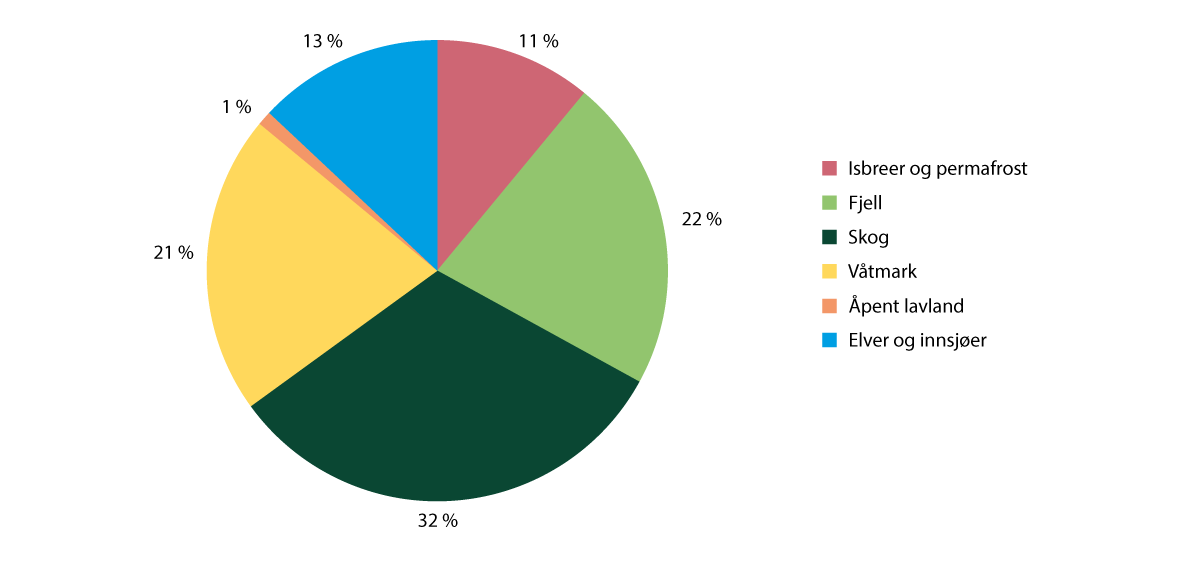 13 %
11 %
1 %
22 %
21 %
32 %
Isbreer og permafrost
Fjell
Skog
Våtmark
Åpent lavland
Elver og innsjøer